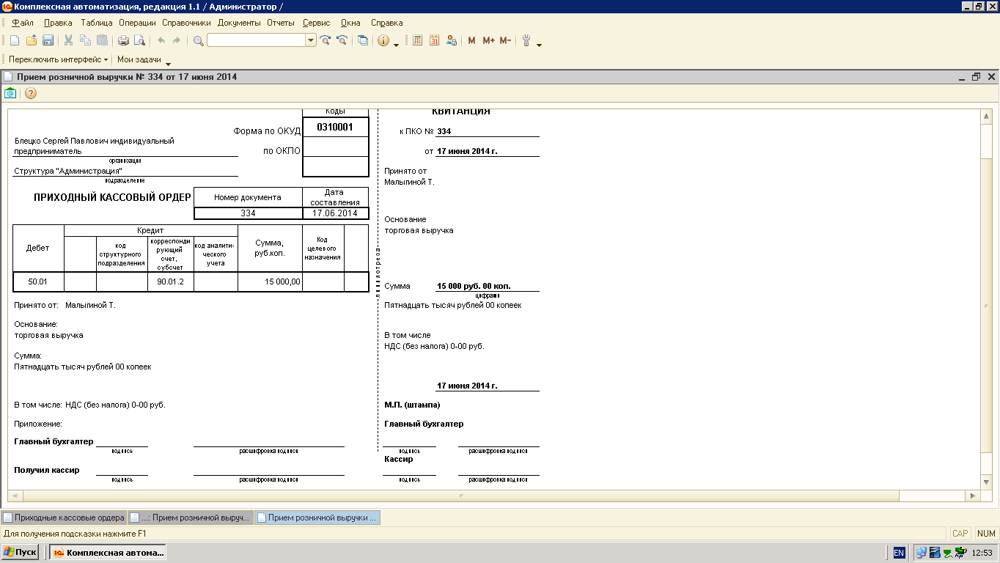 Комплексная автоматизация, редакция 1.1 / Администратор /
Файл Правка Таблица Операции Справочники Документы Отчеты Сервис Окна Справка
31 M M+ M-
Переключить интерфейс Мои задачи
Прием розничной выручки № 334 от 17 июня 2014
Коды
Форма по ОКУД 0310001
Блецко Сергей Павлович индивидуальный
предприниматель
по ОКПО
организация
Структура "Администрация"
подразделение
ПРИХОДНЫЙ КАССОВЫЙ ОРДЕР
Номер документа
Дата
составления
334 17.06.2014
Дебет
Кредит
код
структурного
подразделения
корреспонди
рующий
счет,
субсчет
код аналити-
ческого
учета
Сумма,
руб.коп.
Код
целевого
назначения
50.01 90.01.2 15 000,00
Принято от: Малыгиной Т.
Основание:
торговая выручка
Сумма:
Пятнадцать тысяч рублей 00 копеек
В том числе: НДС (без налога) 0-00 руб.
Приложение:
Главный бухгалтер
подпись расшифровка подписи
Получил кассир
подпись расшифровка подписи
линия отреза
КВИТАНЦИЯ
к ПКО № 334
от 17 июня 2014 г.
Принято от
Малыгиной Т.
Основание
торговая выручка
Сумма 15 000 руб. 00 коп.
цифрами
Пятнадцать тысяч рублей 00 копеек
В том числе
НДС (без налога) 0-00 руб.
17 июня 2014 г.
М.П. (штампа)
Главный бухгалтер
подпись расшифровка подписи
Кассир
подпись расшифровка подписи
Приходные кассовые ордера ...: Прием розничной выруч... Прием розничной выручки ...
Для получения подсказки нажмите F1 CAP NUM
Пуск Комплексная автома... EN 12:53